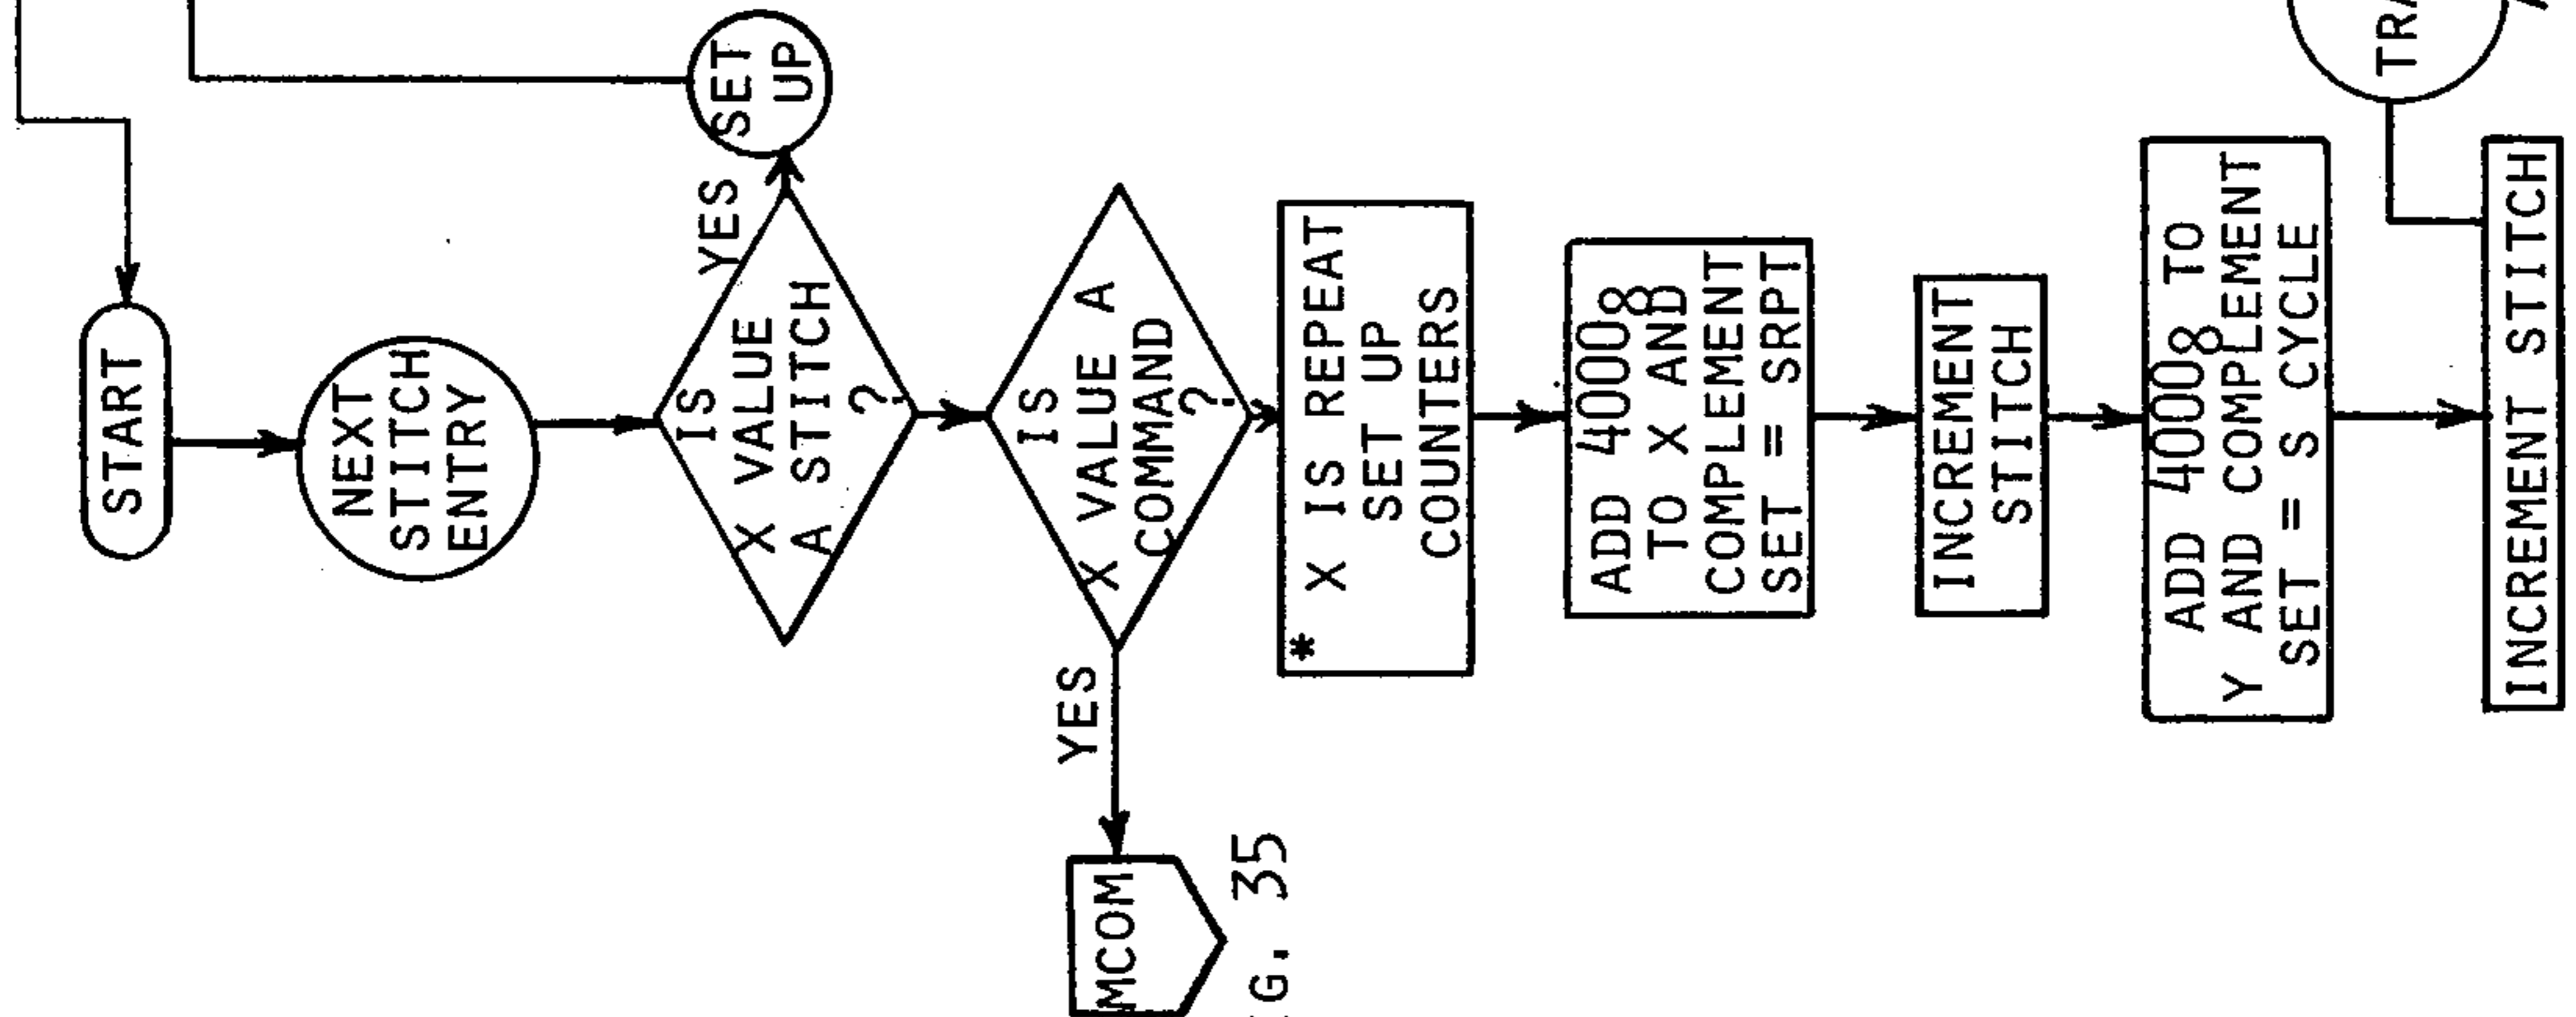 START
NEXT
STITCH
ENTRY
IS
X VALUE
A STITCH
?
YES
SET
UP
IS
X VALUE A
COMMAND
?
YES
MCOM
G. 35
* X IS REPEAT
SET UP
COUNTERS
ADD 4000₈
TO X AND
COMPLEMENT
SET = SRPT
INCREMENT
STITCH
ADD 4000₈ TO
Y AND COMPLEMENT
SET = S CYCLE
INCREMENT STITCH